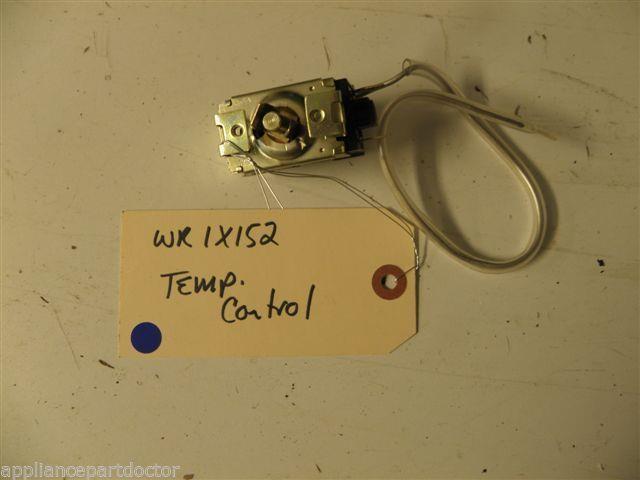 WR 1X152
TEMP.
Control
appliancepartdoctor